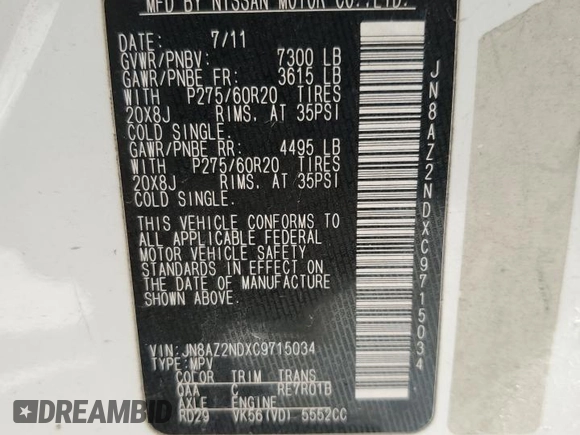 MFD BY NISSAN MOTOR CO.,LTD.
DATE: 7/11
GVWR/PNBV: 7300 LB
GAWR/PNBE FR: 3615 LB
WITH P275/60R20 TIRES
20X8J RIMS, AT 35PSI
COLD SINGLE.
GAWR/PNBE RR: 4495 LB
WITH P275/60R20 TIRES
20X8J RIMS, AT 35PSI
COLD SINGLE.
THIS VEHICLE CONFORMS TO
ALL APPLICABLE FEDERAL
MOTOR VEHICLE SAFETY
STANDARDS IN EFFECT ON
THE DATE OF MANUFACTURE
SHOWN ABOVE.
VIN: JN8AZ2NDXC9715034
TYPE: MPV
COLOR TRIM TRANS
QAA C RE7R01B
AXLE ENGINE
RD29 VK56(VD) 5552CC
JN8AZ2NDXC9715034
DID.CARS